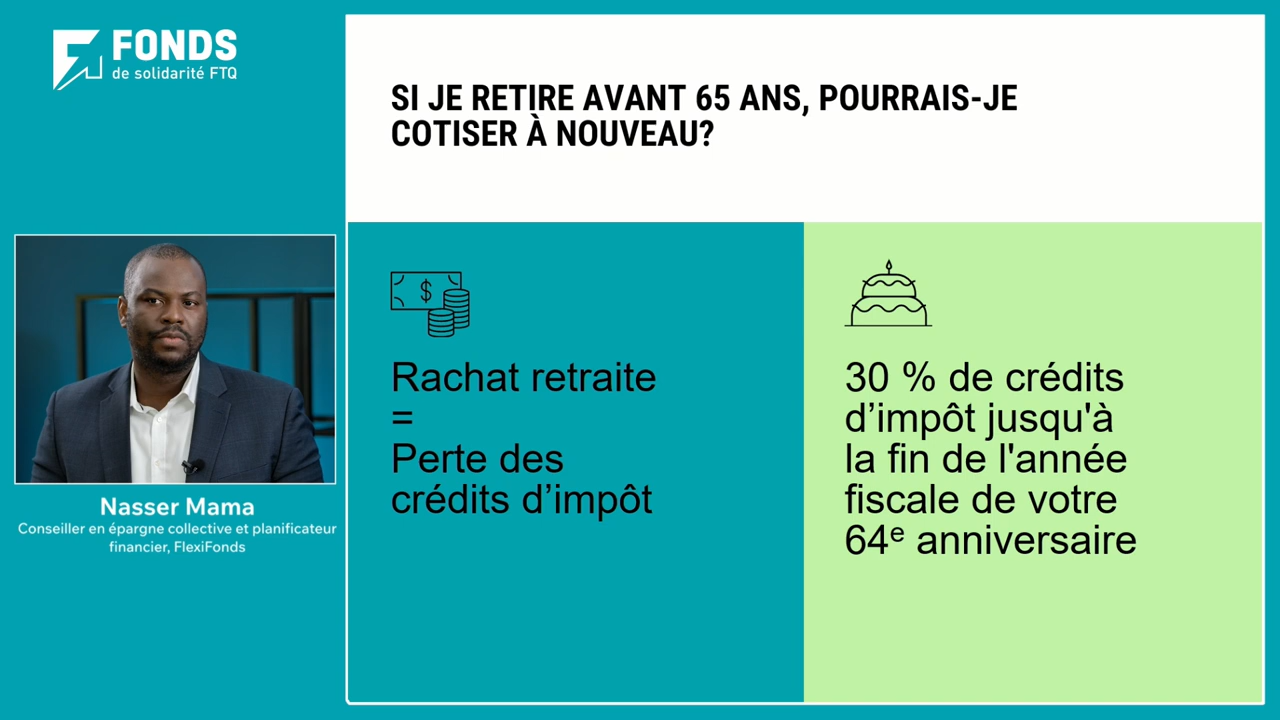 FONDS
de solidarité FTQ
SI JE RETIRE AVANT 65 ANS, POURRAIS-JE
COTISER À NOUVEAU?
Nasser Mama
Conseiller en épargne collective et planificateur
financier, FlexiFonds
$
Rachat retraite
=
Perte des
crédits d’impôt
30 % de crédits
d’impôt jusqu'à
la fin de l'année
fiscale de votre
64e anniversaire